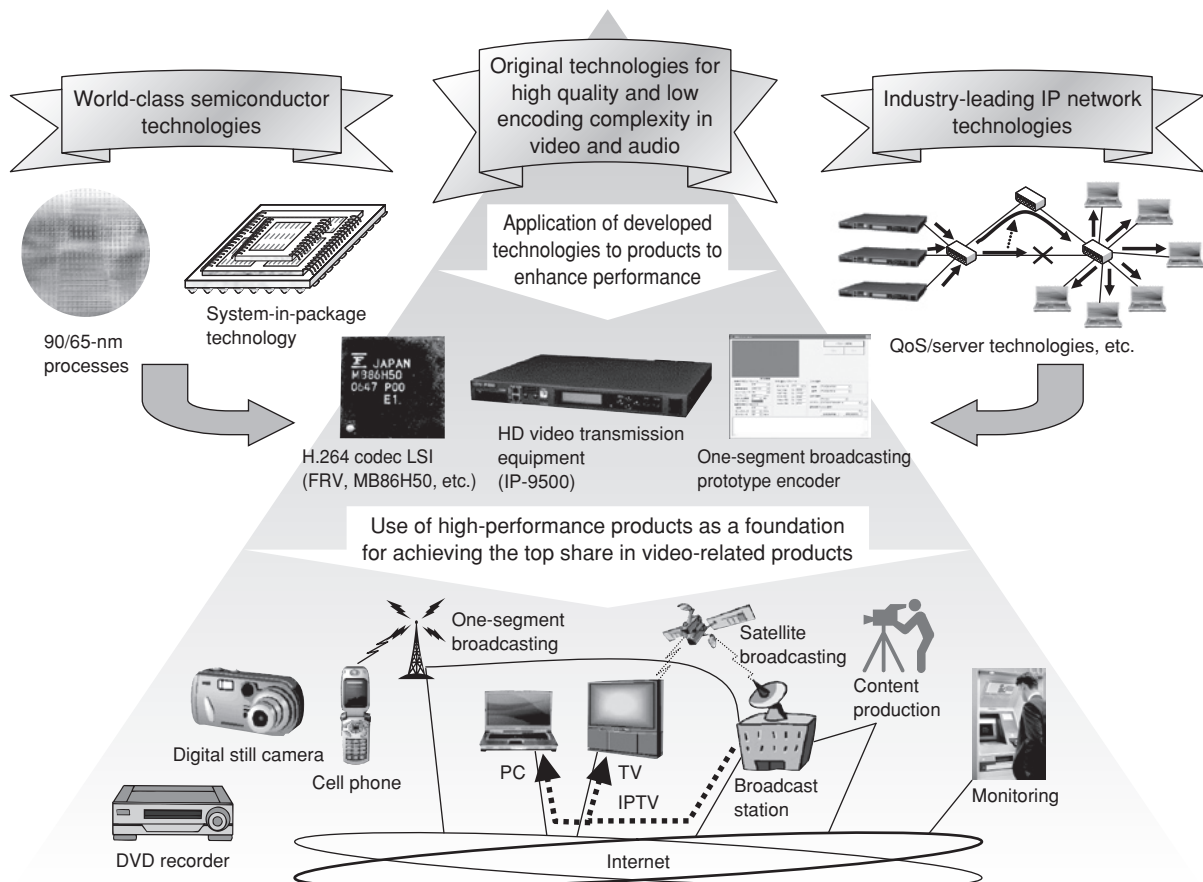 World-class semiconductor
technologies
Original technologies for
high quality and low
encoding complexity in
video and audio
Industry-leading IP network
technologies
Application of developed
technologies to products to
enhance performance
System-in-package
technology
90/65-nm
processes
QoS/server technologies, etc.
JAPAN
MB86H50
0647 P00
E1.
H.264 codec LSI
(FRV, MB86H50, etc.)
HD video transmission
equipment
(IP-9500)
One-segment broadcasting
prototype encoder
Use of high-performance products as a foundation
for achieving the top share in video-related products
One-segment
broadcasting
Satellite
broadcasting
Content
production
Digital still camera
Cell phone
PC
TV
IPTV
Broadcast
station
Monitoring
DVD recorder
Internet